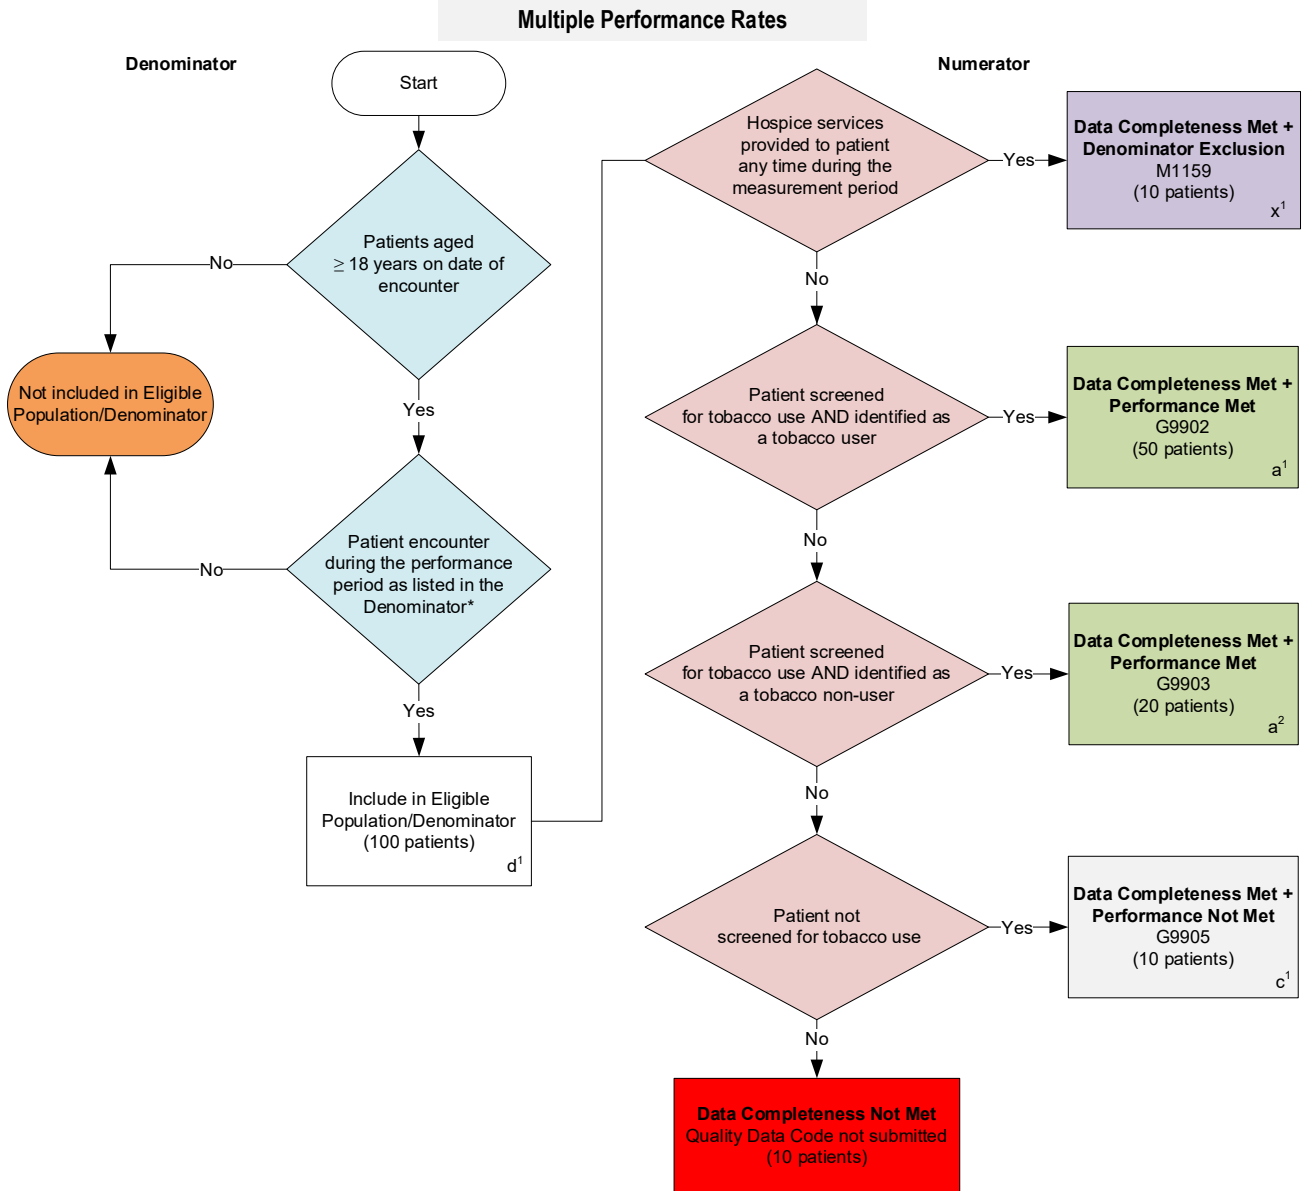 Multiple Performance Rates
Denominator
Start
Patients aged
≥ 18 years on date of
encounter
No
Not included in Eligible
Population/Denominator
Yes
Patient encounter
during the performance
period as listed in the
Denominator*
No
Yes
Include in Eligible
Population/Denominator
(100 patients)
d¹
Numerator
Hospice services
provided to patient
any time during the
measurement period
Yes
Data Completeness Met +
Denominator Exclusion
M1159
(10 patients)
x¹
No
Patient screened
for tobacco use AND identified as
a tobacco user
Yes
Data Completeness Met +
Performance Met
G9902
(50 patients)
a¹
No
Patient screened
for tobacco use AND identified as
a tobacco non-user
Yes
Data Completeness Met +
Performance Met
G9903
(20 patients)
a²
No
Patient not
screened for tobacco use
Yes
Data Completeness Met +
Performance Not Met
G9905
(10 patients)
c¹
No
Data Completeness Not Met
Quality Data Code not submitted
(10 patients)